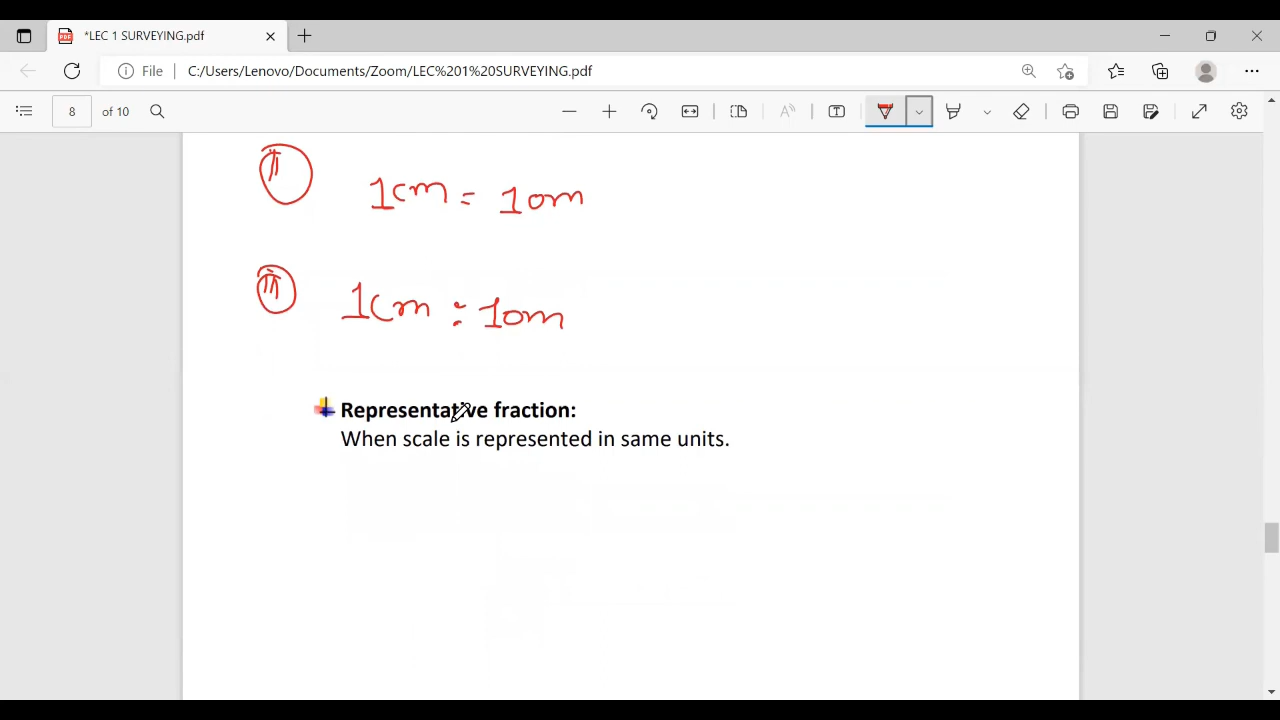 *LEC 1 SURVEYING.pdf
File C:/Users/Lenovo/Documents/Zoom/LEC%201%20SURVEYING.pdf
8 of 10
II
1cm = 10m
III
1cm : 10m
Representative fraction:
When scale is represented in same units.